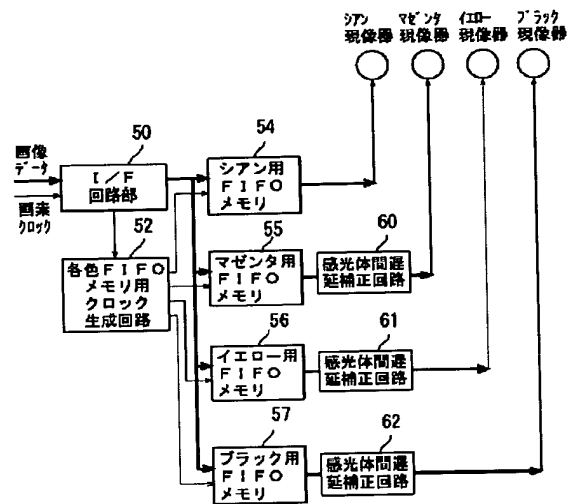 シアン
現像器
マゼンタ
現像器
イエロー
現像器
ブラック
現像器
50
画像
データ
I/F
回路部
画素
クロック
52
各色FIFO
メモリ用
クロック
生成回路
54
シアン用
FIFO
メモリ
55
マゼンタ用
FIFO
メモリ
60
感光体間遅
延補正回路
56
イエロー用
FIFO
メモリ
61
感光体間遅
延補正回路
57
ブラック用
FIFO
メモリ
62
感光体間遅
延補正回路